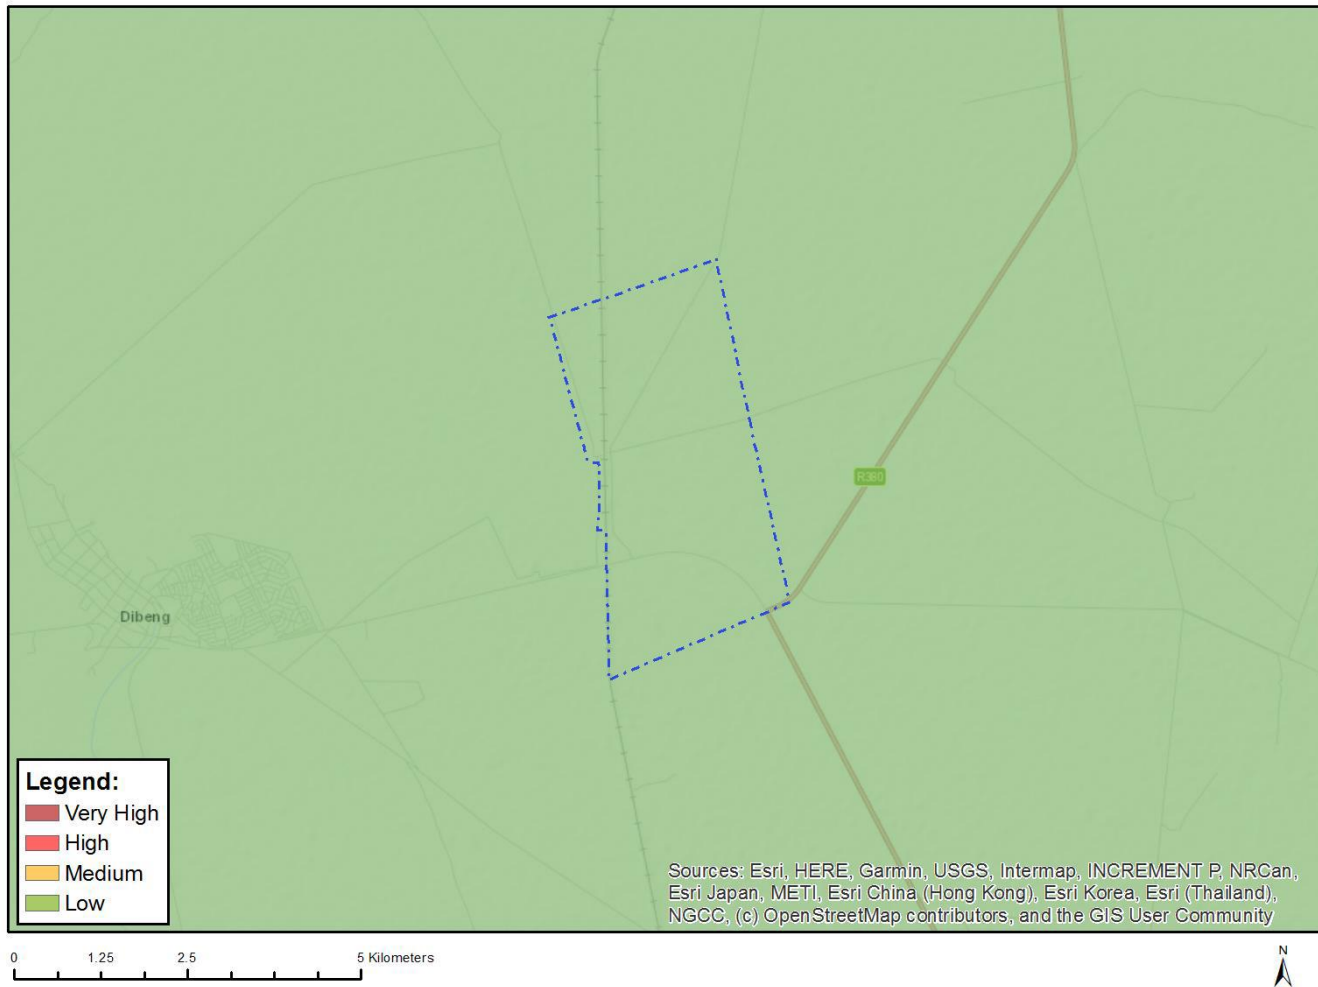 R380
Dibeng
Legend:
Very High
High
Medium
Low
Sources: Esri, HERE, Garmin, USGS, Intermap, INCREMENT P, NRCan,
Esri Japan, METI, Esri China (Hong Kong), Esri Korea, Esri (Thailand),
NGCC, (c) OpenStreetMap contributors, and the GIS User Community
0 1.25 2.5 5 Kilometers
N